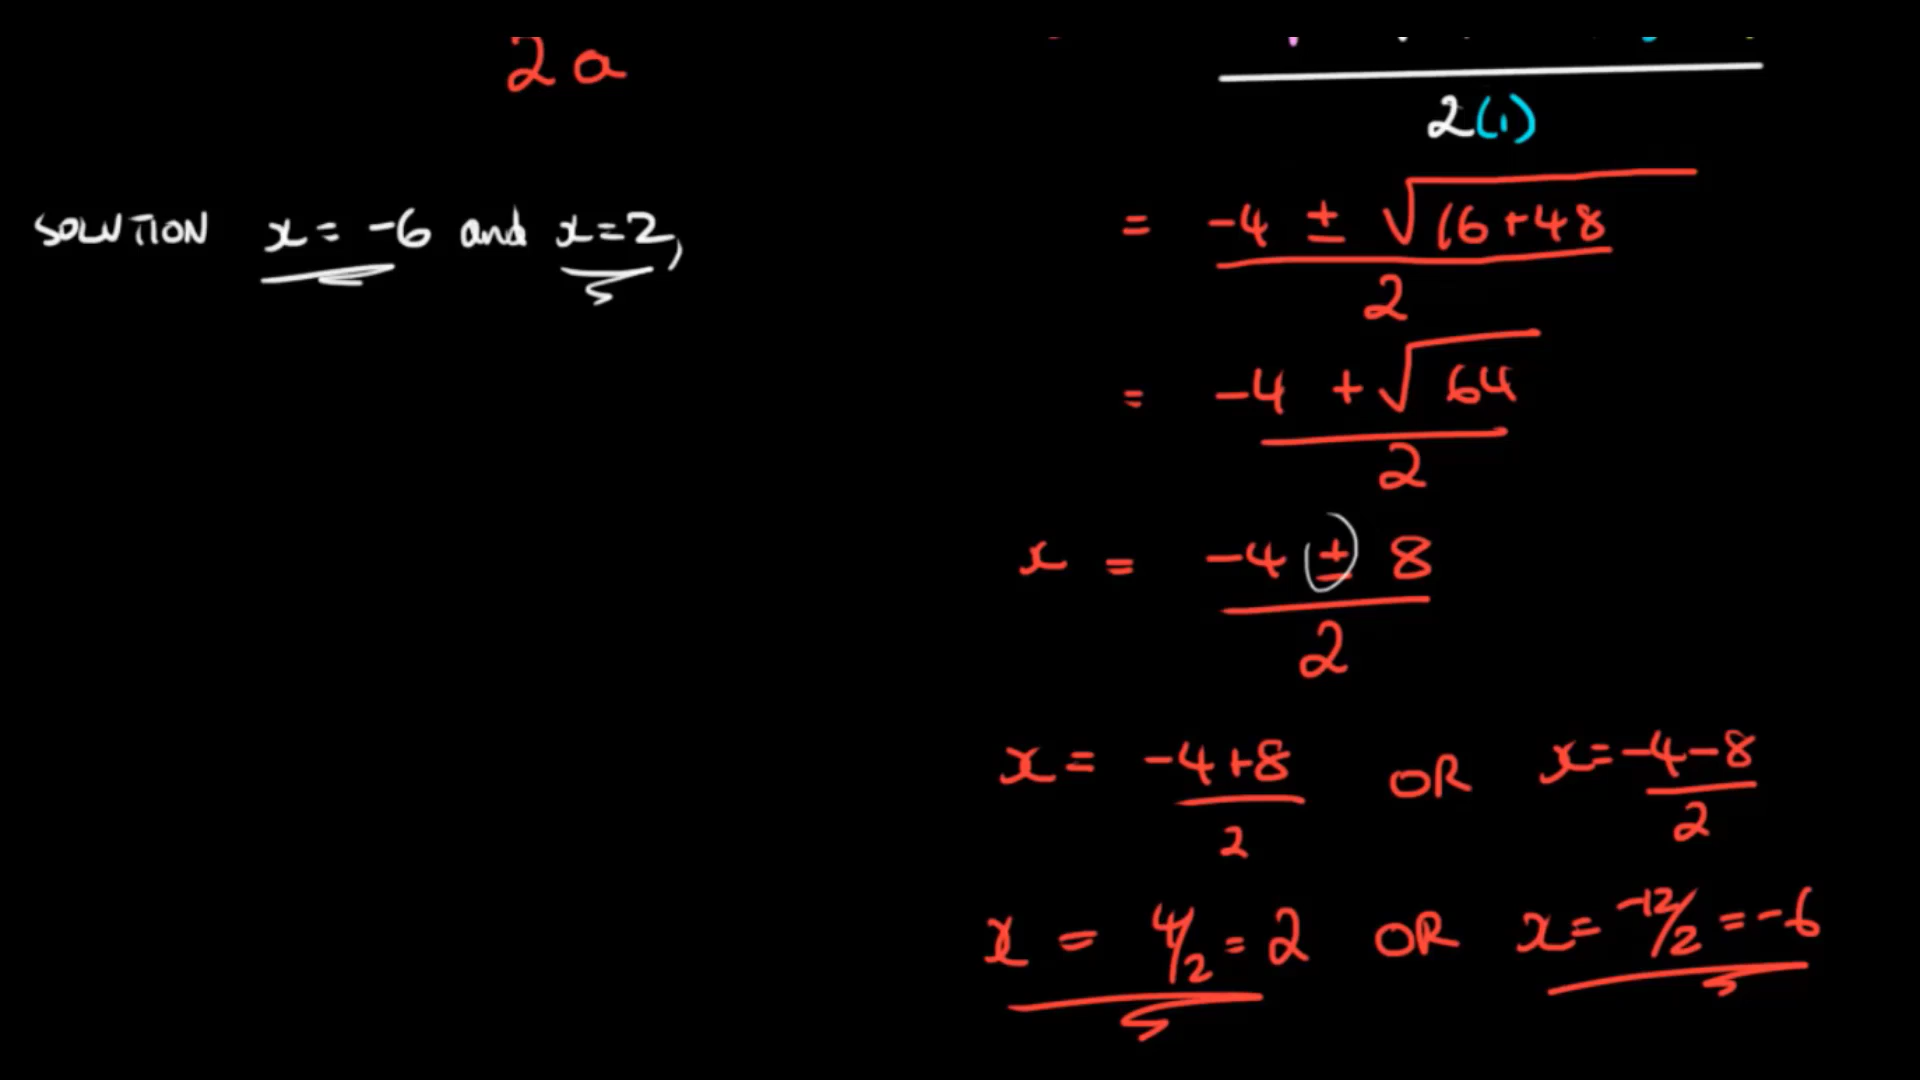 2a
SOLUTION x = -6 and x = 2,
2(1)
= -4 ± √16+48
2
= -4 + √64
2
x = -4 ± 8
2
x = -4+8 OR x = -4-8
2 2
x = 4/2 = 2 OR x = -12/2 = -6